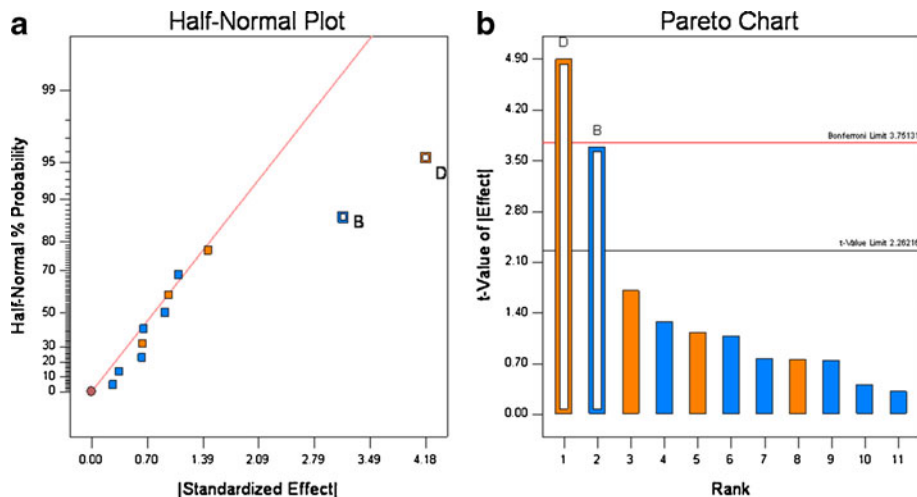 a
Half-Normal Plot
Half-Normal % Probability
99
95
90
80
70
50
30
20
10
0
D
B
0.00 0.70 1.39 2.09 2.79 3.49 4.18
|Standardized Effect|
b
Pareto Chart
t-Value of |Effect|
4.90
4.20
3.50
2.80
2.10
1.40
0.70
0.00
D
B
Bonferroni Limit 3.75131
t-Value Limit 2.26216
1 2 3 4 5 6 7 8 9 10 11
Rank